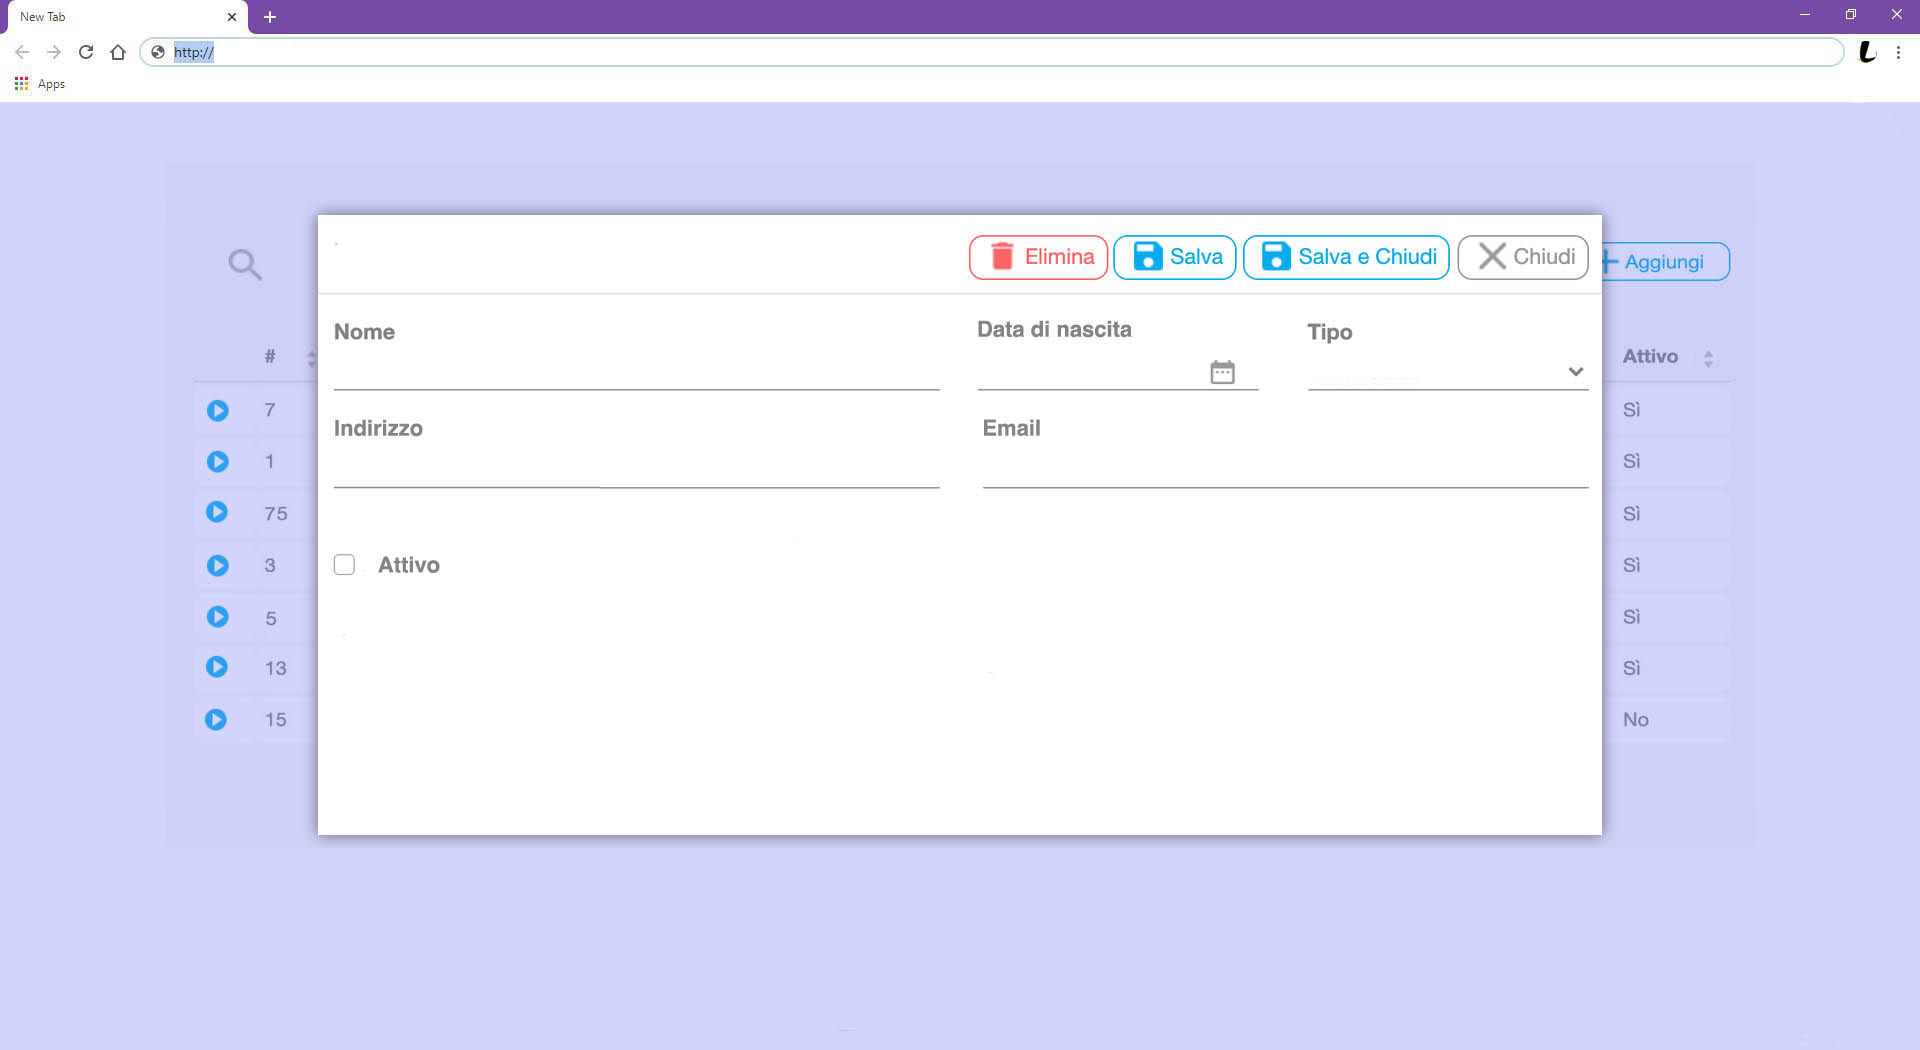 New Tab
http://
Apps
Elimina
Salva
Salva e Chiudi
Chiudi
Aggiungi
Nome
Data di nascita
Tipo
#
Attivo
Indirizzo
Email
Attivo
7
Sì
1
Sì
75
Sì
3
Sì
5
Sì
13
Sì
15
No